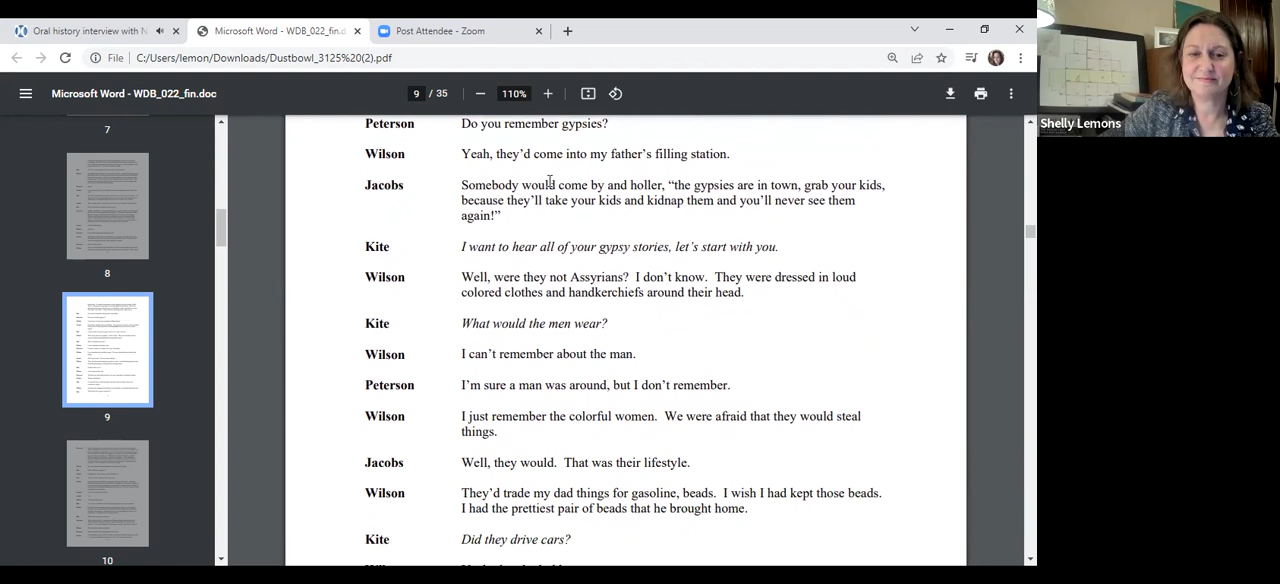 Oral history interview with N
Microsoft Word - WDB_022_fin.d
Post Attendee - Zoom
File C:/Users/lemon/Downloads/Dustbowl_3125%20(2).pdf
Microsoft Word - WDB_022_fin.doc 9 / 35 110%
Shelly Lemons
7
8
9
10
Peterson Do you remember gypsies?
Wilson Yeah, they'd come into my father's filling station.
Jacobs Somebody would come by and holler, “the gypsies are in town, grab your kids,
because they'll take your kids and kidnap them and you'll never see them
again!”
Kite I want to hear all of your gypsy stories, let's start with you.
Wilson Well, were they not Assyrians? I don't know. They were dressed in loud
colored clothes and handkerchiefs around their head.
Kite What would the men wear?
Wilson I can't remember about the man.
Peterson I'm sure a man was around, but I don't remember.
Wilson I just remember the colorful women. We were afraid that they would steal
things.
Jacobs Well, they would. That was their lifestyle.
Wilson They'd trade my dad things for gasoline, beads. I wish I had kept those beads.
I had the prettiest pair of beads that he brought home.
Kite Did they drive cars?